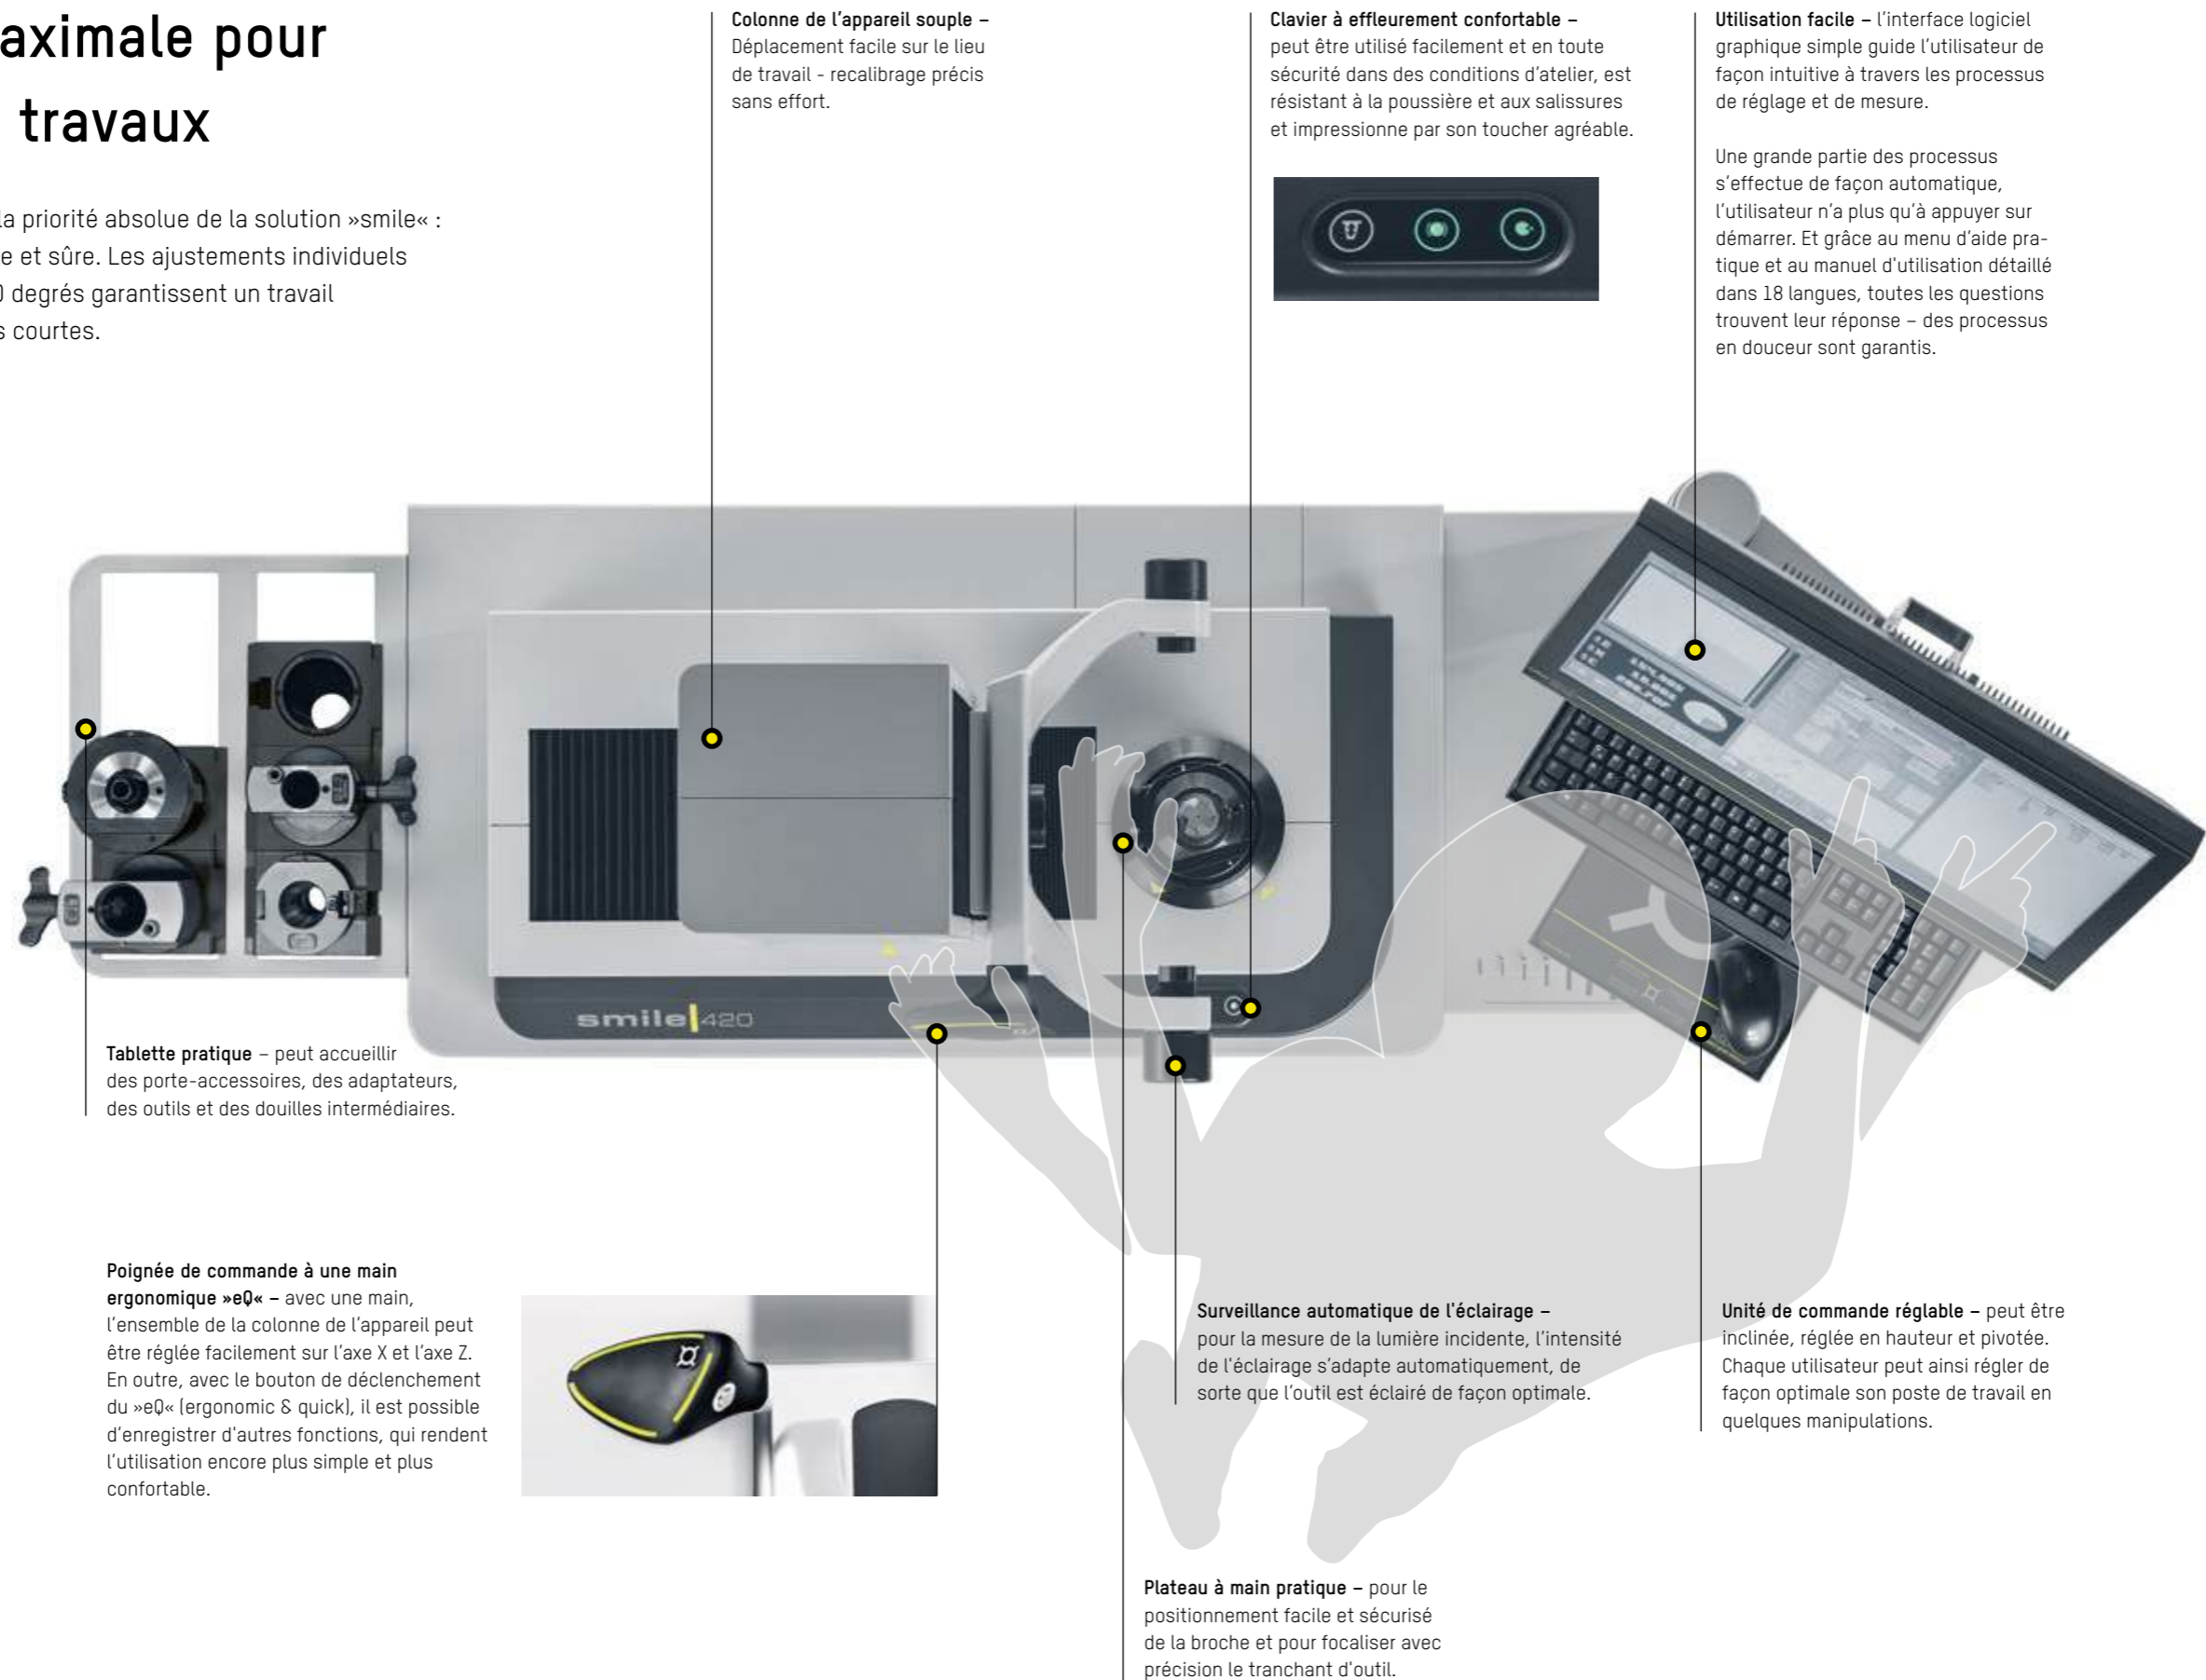 aximale pour
travaux
la priorité absolue de la solution »smile« :
e et sûre. Les ajustements individuels
0 degrés garantissent un travail
s courtes.
Colonne de l'appareil souple –
Déplacement facile sur le lieu
de travail - recalibrage précis
sans effort.
Clavier à effleurement confortable –
peut être utilisé facilement et en toute
sécurité dans des conditions d'atelier, est
résistant à la poussière et aux salissures
et impressionne par son toucher agréable.
Utilisation facile – l'interface logiciel
graphique simple guide l'utilisateur de
façon intuitive à travers les processus
de réglage et de mesure.
Une grande partie des processus
s'effectue de façon automatique,
l'utilisateur n'a plus qu'à appuyer sur
démarrer. Et grâce au menu d'aide pra-
tique et au manuel d'utilisation détaillé
dans 18 langues, toutes les questions
trouvent leur réponse – des processus
en douceur sont garantis.
smile 420
Tablette pratique – peut accueillir
des porte-accessoires, des adaptateurs,
des outils et des douilles intermédiaires.
Poignée de commande à une main
ergonomique »eQ« – avec une main,
l'ensemble de la colonne de l'appareil peut
être réglée facilement sur l'axe X et l'axe Z.
En outre, avec le bouton de déclenchement
du »eQ« (ergonomic & quick), il est possible
d'enregistrer d'autres fonctions, qui rendent
l'utilisation encore plus simple et plus
confortable.
Surveillance automatique de l'éclairage –
pour la mesure de la lumière incidente, l'intensité
de l'éclairage s'adapte automatiquement, de
sorte que l'outil est éclairé de façon optimale.
Unité de commande réglable – peut être
inclinée, réglée en hauteur et pivotée.
Chaque utilisateur peut ainsi régler de
façon optimale son poste de travail en
quelques manipulations.
Plateau à main pratique – pour le
positionnement facile et sécurisé
de la broche et pour focaliser avec
précision le tranchant d'outil.